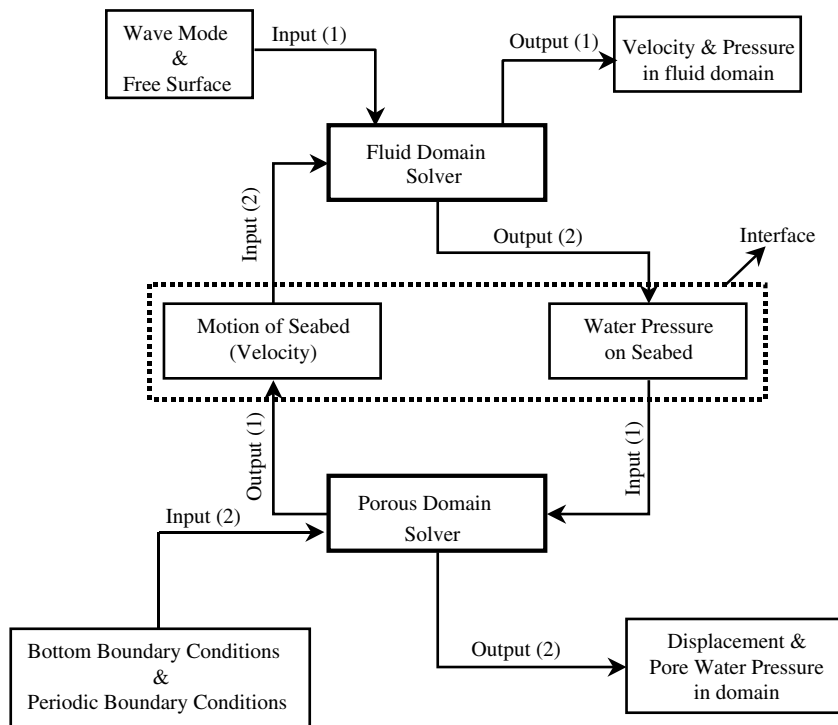 Wave Mode
&
Free Surface
Input (1)
Output (1)
Velocity & Pressure
in fluid domain
Fluid Domain
Solver
Input (2)
Output (2)
Interface
Motion of Seabed
(Velocity)
Water Pressure
on Seabed
Output (1)
Input (1)
Porous Domain
Solver
Input (2)
Bottom Boundary Conditions
&
Periodic Boundary Conditions
Output (2)
Displacement &
Pore Water Pressure
in domain